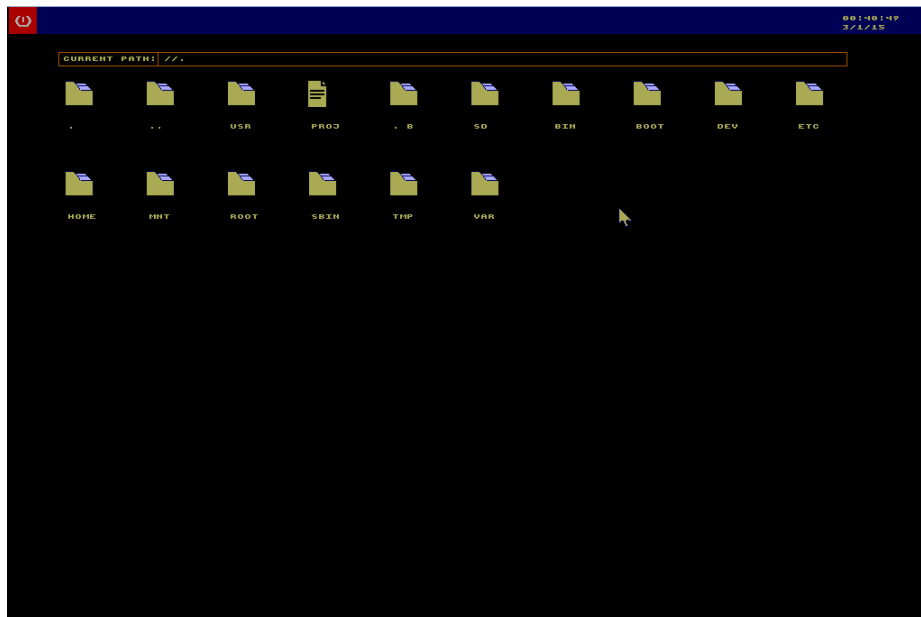 00:40:49
3/1/15
CURRENT PATH: //.
. .. USR PROJ . B SD BIN BOOT DEV ETC
HOME MNT ROOT SBIN TMP VAR